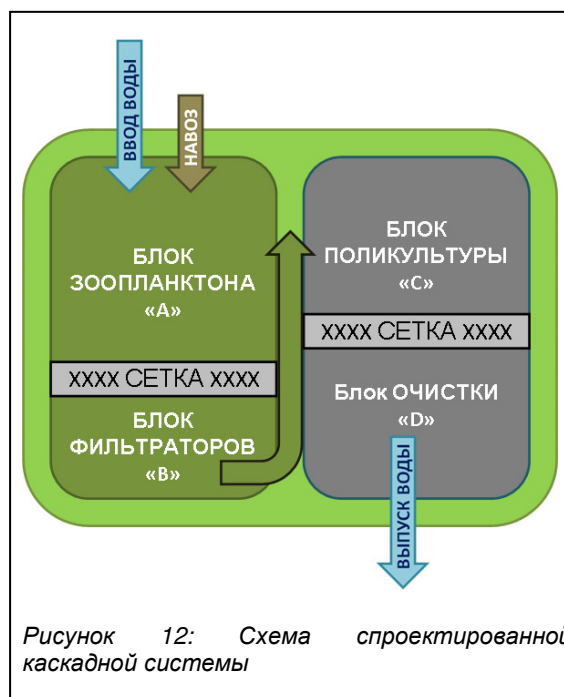 ВВОД ВОДЫ
НАВОЗ
БЛОК
ЗООПЛАНКТОНА
«А»
XXXX СЕТКА XXXX
БЛОК
ФИЛЬТРАТОРОВ
«В»
БЛОК
ПОЛИКУЛЬТУРЫ
«С»
XXXX СЕТКА XXXX
Блок ОЧИСТКИ
«D»
ВЫПУСК ВОДЫ
Рисунок 12: Схема спроектированной
каскадной системы